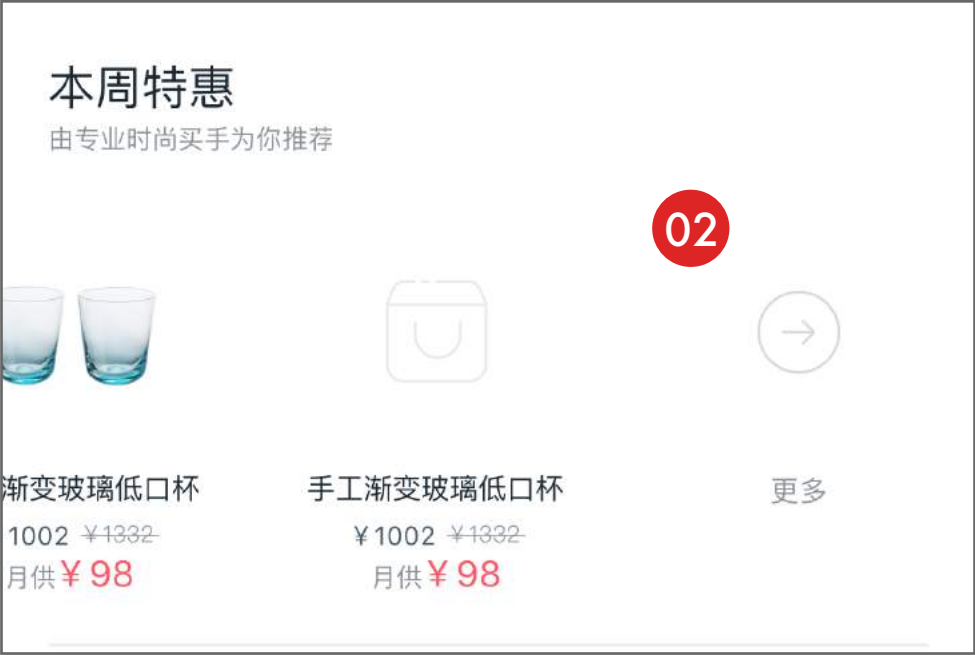 本周特惠
由专业时尚买手为你推荐
02
渐变玻璃低口杯
1002 ¥1332
月供¥98
手工渐变玻璃低口杯
¥1002 ¥1332
月供¥98
更多